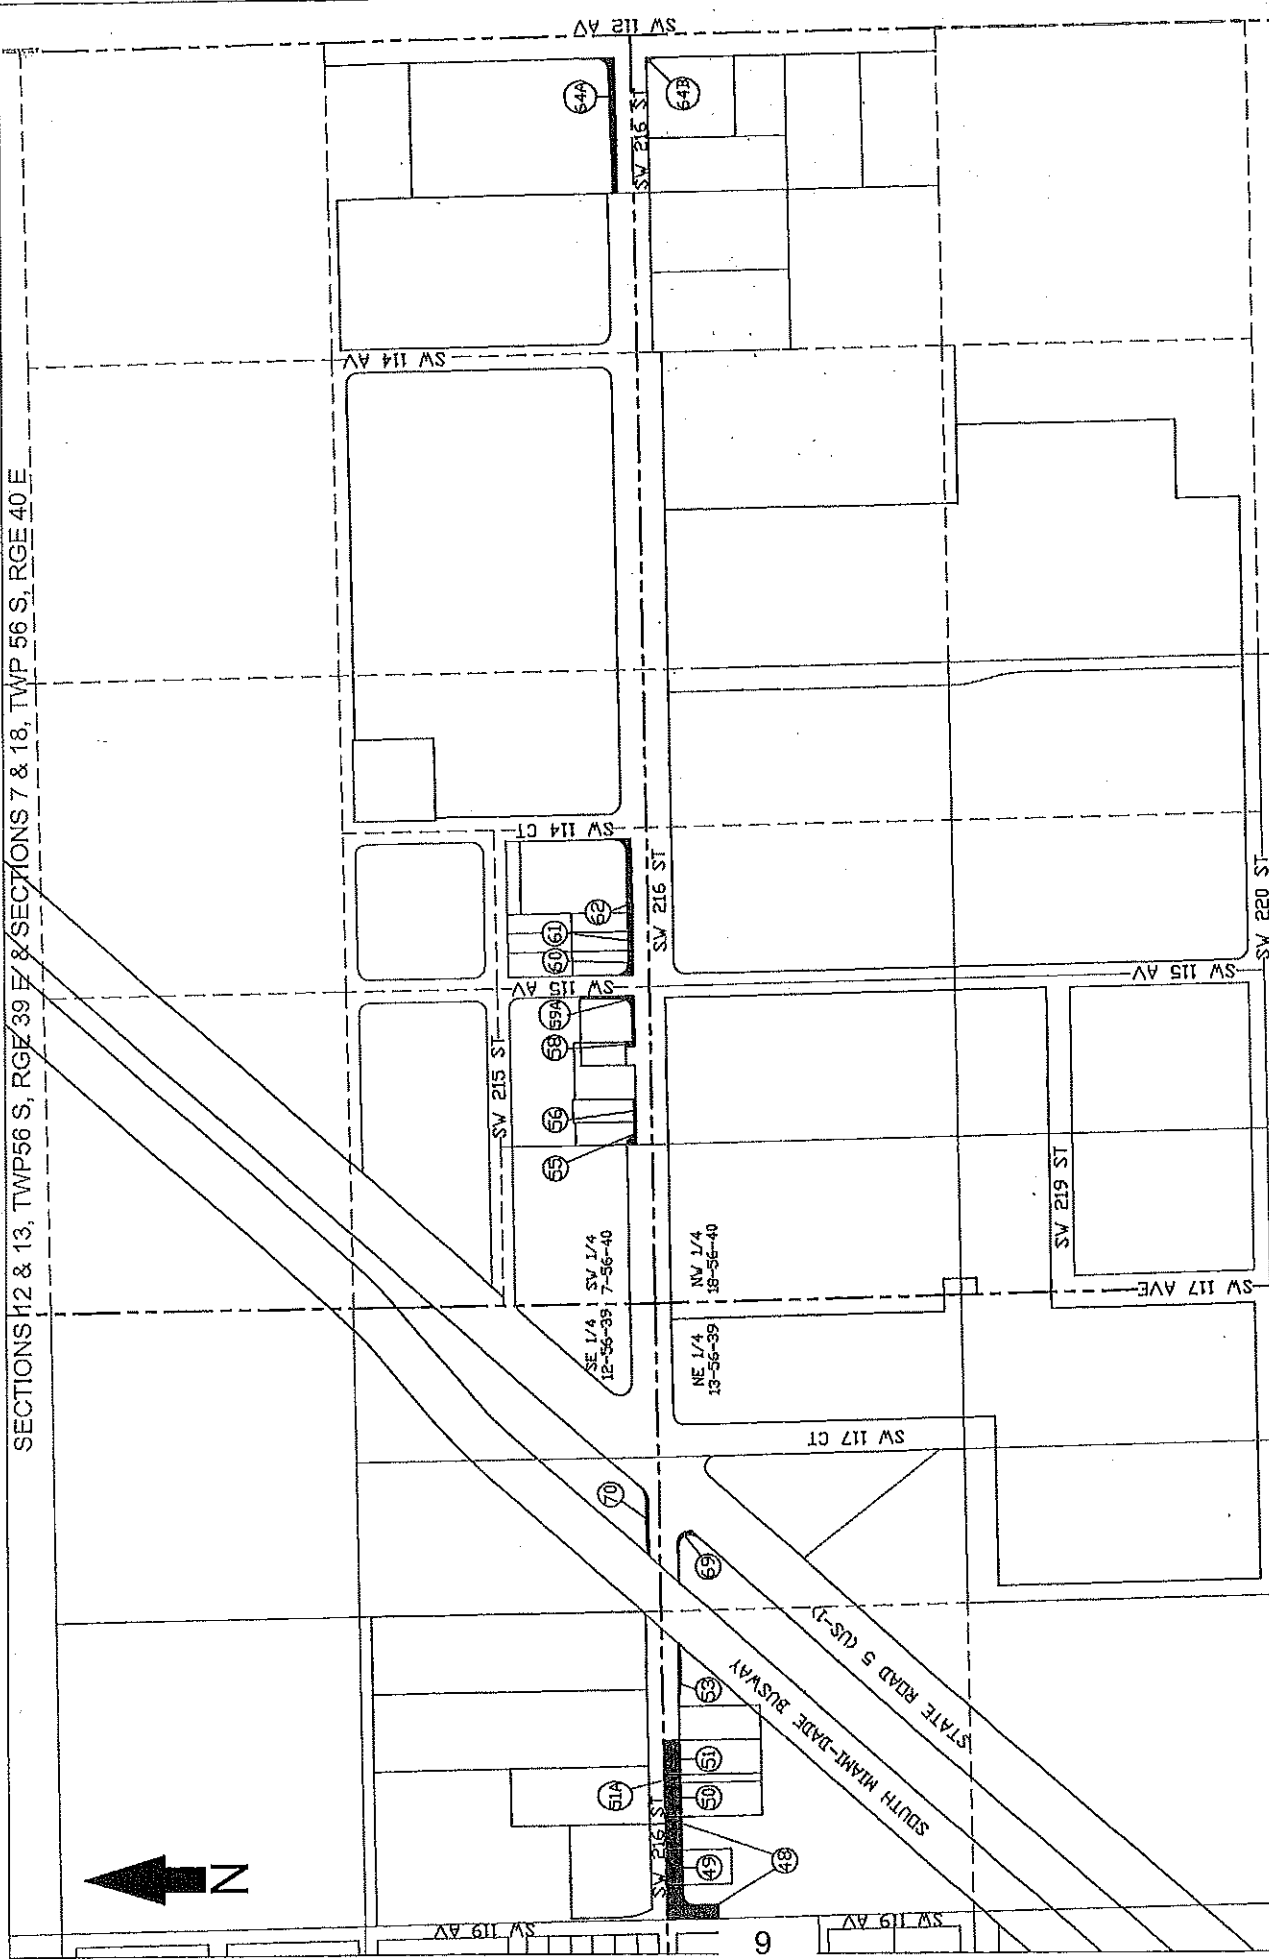 SECTIONS 12 & 13, TWP56 S, RGE 39 E & SECTIONS 7 & 18, TWP 56 S, RGE 40 E
SW 112 AV
64A
SW 216 ST
64B
SW 114 AV
SW 114 CT
62
61
60
SW 216 ST
SW 115 AV
SW 115 AV
SW 220 ST
59A
58
56
55
SW 215 ST
SW 219 ST
SE 1/4
12-56-39
SW 1/4
7-56-40
NE 1/4
13-56-39
NW 1/4
18-56-40
SW 117 AVE
SW 117 CT
70
69
STATE ROAD 5 (US-1)
SOUTH MIAMI-DADE BUSWAY
53
51
51A
50
SW 216 ST
49
48
N
SW 119 AV
SW 119 AV
9